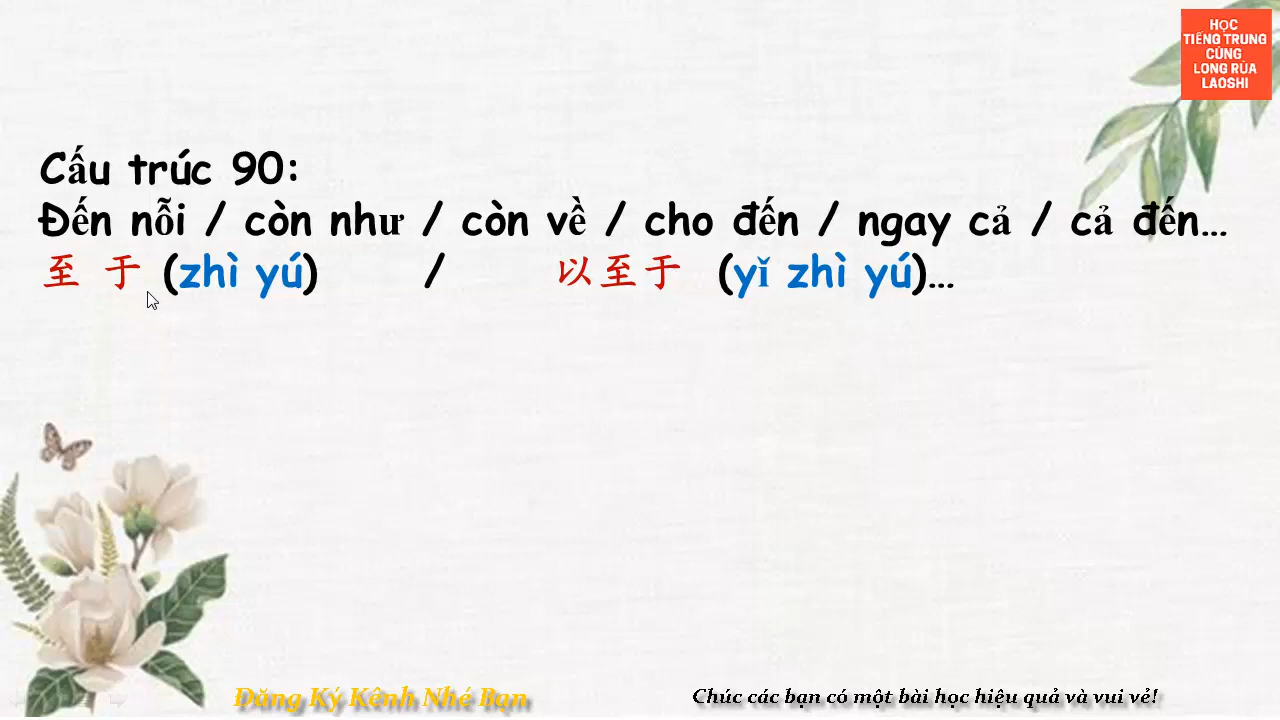 HỌC
TIẾNG TRUNG
CÙNG
LONG RÙA
LAOSHI
Cấu trúc 90:
Đến nỗi / còn như / còn về / cho đến / ngay cả / cả đến...
至 于 (zhì yú) / 以至于 (yǐ zhì yú)...
Đăng Ký Kênh Nhé Bạn
Chúc các bạn có một bài học hiệu quả và vui vẻ!